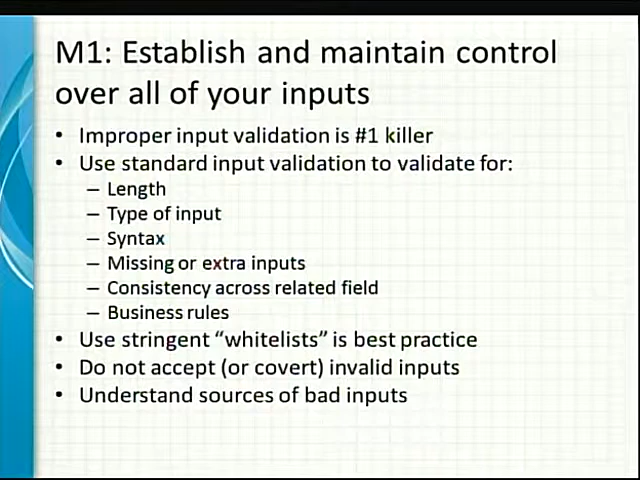 M1: Establish and maintain control
over all of your inputs
• Improper input validation is #1 killer
• Use standard input validation to validate for:
– Length
– Type of input
– Syntax
– Missing or extra inputs
– Consistency across related field
– Business rules
• Use stringent “whitelists” is best practice
• Do not accept (or covert) invalid inputs
• Understand sources of bad inputs